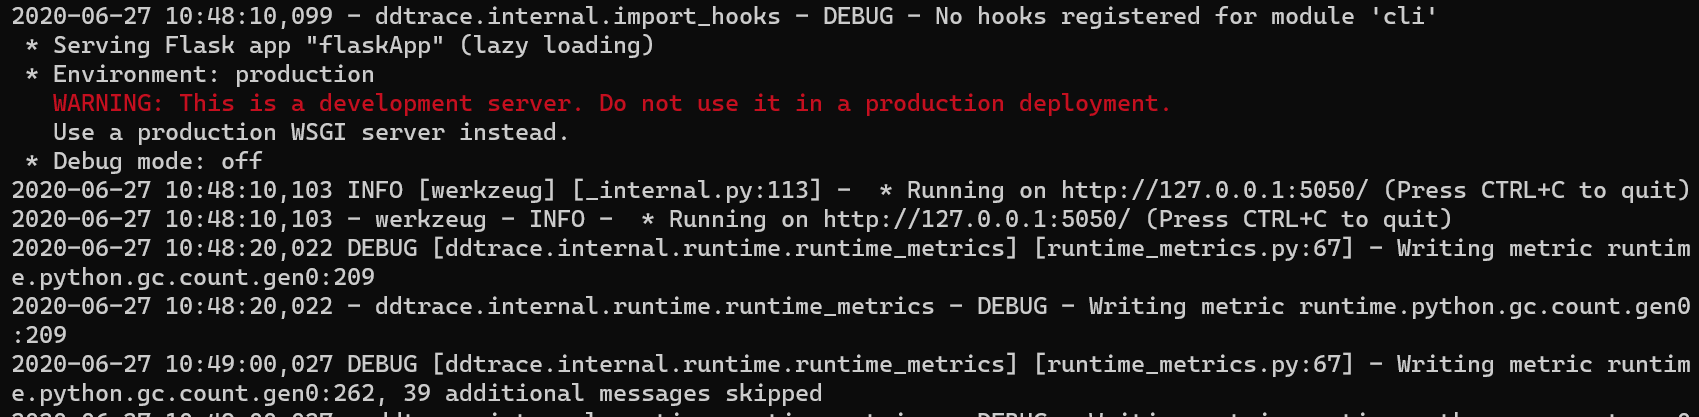 2020-06-27 10:48:10,099 - ddtrace.internal.import_hooks - DEBUG - No hooks registered for module 'cli'
 * Serving Flask app "flaskApp" (lazy loading)
 * Environment: production
   WARNING: This is a development server. Do not use it in a production deployment.
   Use a production WSGI server instead.
 * Debug mode: off
2020-06-27 10:48:10,103 INFO [werkzeug] [_internal.py:113] -  * Running on http://127.0.0.1:5050/ (Press CTRL+C to quit)
2020-06-27 10:48:10,103 - werkzeug - INFO -  * Running on http://127.0.0.1:5050/ (Press CTRL+C to quit)
2020-06-27 10:48:20,022 DEBUG [ddtrace.internal.runtime.runtime_metrics] [runtime_metrics.py:67] - Writing metric runtim
e.python.gc.count.gen0:209
2020-06-27 10:48:20,022 - ddtrace.internal.runtime.runtime_metrics - DEBUG - Writing metric runtime.python.gc.count.gen0
:209
2020-06-27 10:49:00,027 DEBUG [ddtrace.internal.runtime.runtime_metrics] [runtime_metrics.py:67] - Writing metric runtim
e.python.gc.count.gen0:262, 39 additional messages skipped